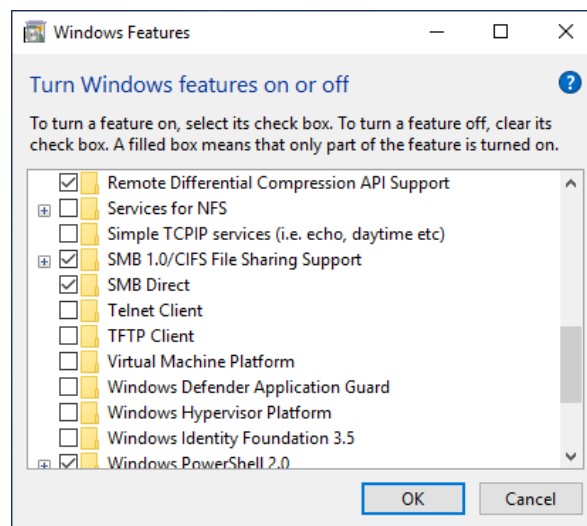 Windows Features
Turn Windows features on or off
?
To turn a feature on, select its check box. To turn a feature off, clear its
check box. A filled box means that only part of the feature is turned on.
Remote Differential Compression API Support
Services for NFS
Simple TCPIP services (i.e. echo, daytime etc)
SMB 1.0/CIFS File Sharing Support
SMB Direct
Telnet Client
TFTP Client
Virtual Machine Platform
Windows Defender Application Guard
Windows Hypervisor Platform
Windows Identity Foundation 3.5
Windows PowerShell 2.0
OK
Cancel